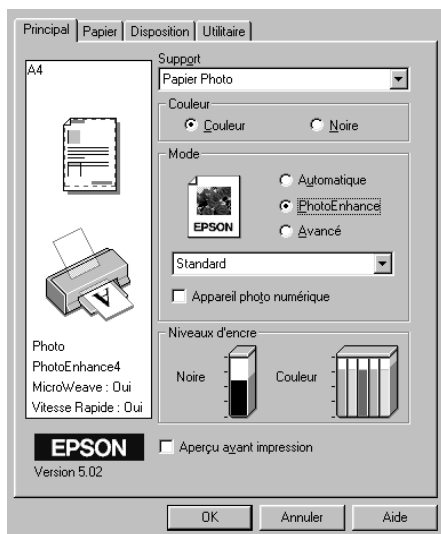 Principal Papier Disposition Utilitaire
A4
Support
Papier Photo
Couleur
Couleur Noire
Mode
EPSON
Automatique
PhotoEnhance
Avancé
Standard
Appareil photo numérique
Niveaux d'encre
Noire Couleur
Photo
PhotoEnhance4
MicroWeave : Oui
Vitesse Rapide : Oui
EPSON
Version 5.02
Aperçu avant impression
OK Annuler Aide